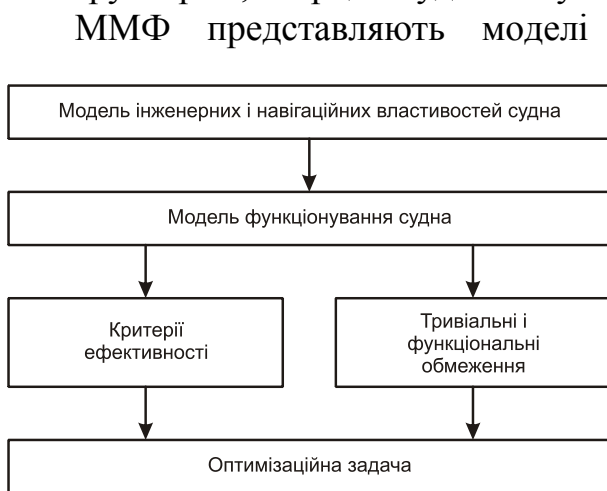 ММФ представляють моделі
Модель інженерних і навігаційних властивостей судна
Модель функціонування судна
Критерії
ефективності
Тривіальні і
функціональні
обмеження
Оптимізаційна задача